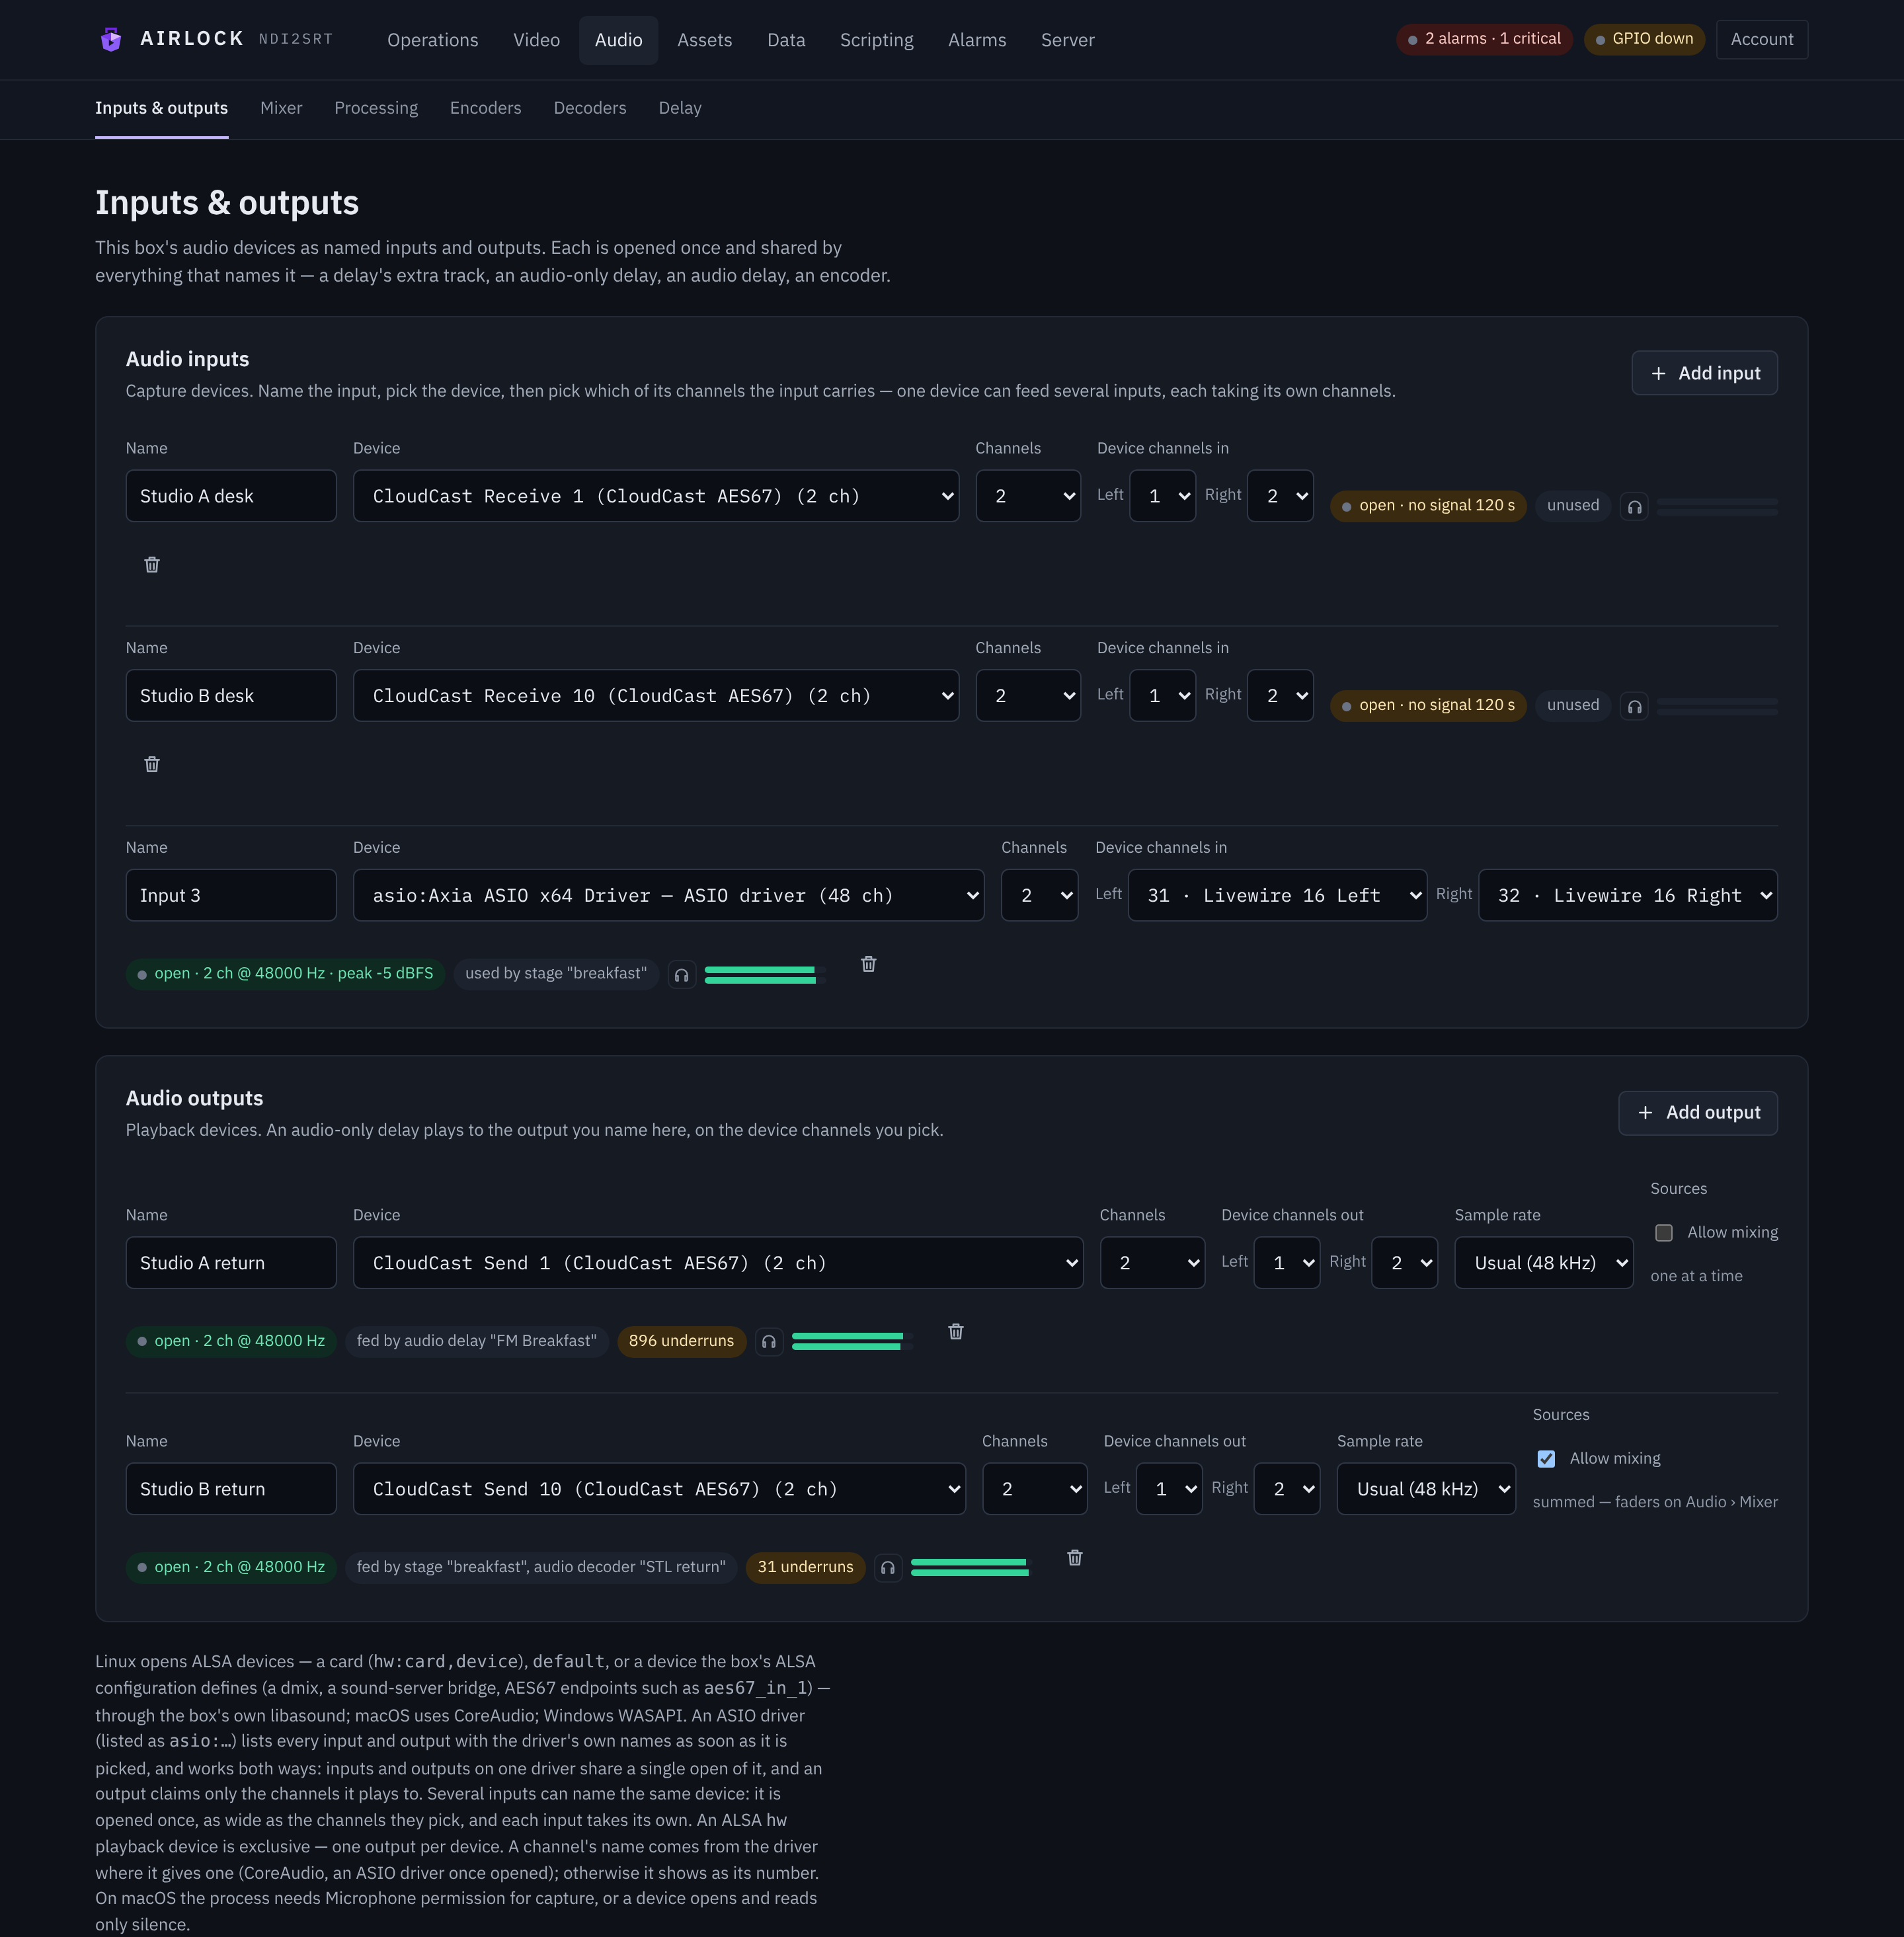 AIRLOCK NDI2SRT Operations Video Audio Assets Data Scripting Alarms Server 2 alarms · 1 critical GPIO down Account
Inputs & outputs Mixer Processing Encoders Decoders Delay
Inputs & outputs
This box's audio devices as named inputs and outputs. Each is opened once and shared by
everything that names it — a delay's extra track, an audio-only delay, an audio delay, an encoder.
Audio inputs
Capture devices. Name the input, pick the device, then pick which of its channels the input carries — one device can feed several inputs, each taking its own channels.
+ Add input
Name Device Channels Device channels in
Studio A desk CloudCast Receive 1 (CloudCast AES67) (2 ch) 2 Left 1 Right 2 open · no signal 120 s unused
Name Device Channels Device channels in
Studio B desk CloudCast Receive 10 (CloudCast AES67) (2 ch) 2 Left 1 Right 2 open · no signal 120 s unused
Name Device Channels Device channels in
Input 3 asio:Axia ASIO x64 Driver — ASIO driver (48 ch) 2 Left 31 · Livewire 16 Left Right 32 · Livewire 16 Right
open · 2 ch @ 48000 Hz · peak -5 dBFS used by stage "breakfast"
Audio outputs
Playback devices. An audio-only delay plays to the output you name here, on the device channels you pick.
+ Add output
Name Device Channels Device channels out Sample rate Sources
Studio A return CloudCast Send 1 (CloudCast AES67) (2 ch) 2 Left 1 Right 2 Usual (48 kHz) Allow mixing
one at a time
open · 2 ch @ 48000 Hz fed by audio delay "FM Breakfast" 896 underruns
Name Device Channels Device channels out Sample rate Sources
Studio B return CloudCast Send 10 (CloudCast AES67) (2 ch) 2 Left 1 Right 2 Usual (48 kHz) Allow mixing
summed — faders on Audio › Mixer
open · 2 ch @ 48000 Hz fed by stage "breakfast", audio decoder "STL return" 31 underruns
Linux opens ALSA devices — a card (hw:card,device), default, or a device the box's ALSA
configuration defines (a dmix, a sound-server bridge, AES67 endpoints such as aes67_in_1) —
through the box's own libasound; macOS uses CoreAudio; Windows WASAPI. An ASIO driver
(listed as asio:…) lists every input and output with the driver's own names as soon as it is
picked, and works both ways: inputs and outputs on one driver share a single open of it, and an
output claims only the channels it plays to. Several inputs can name the same device: it is
opened once, as wide as the channels they pick, and each input takes its own. An ALSA hw
playback device is exclusive — one output per device. A channel's name comes from the driver
where it gives one (CoreAudio, an ASIO driver once opened); otherwise it shows as its number.
On macOS the process needs Microphone permission for capture, or a device opens and reads
only silence.